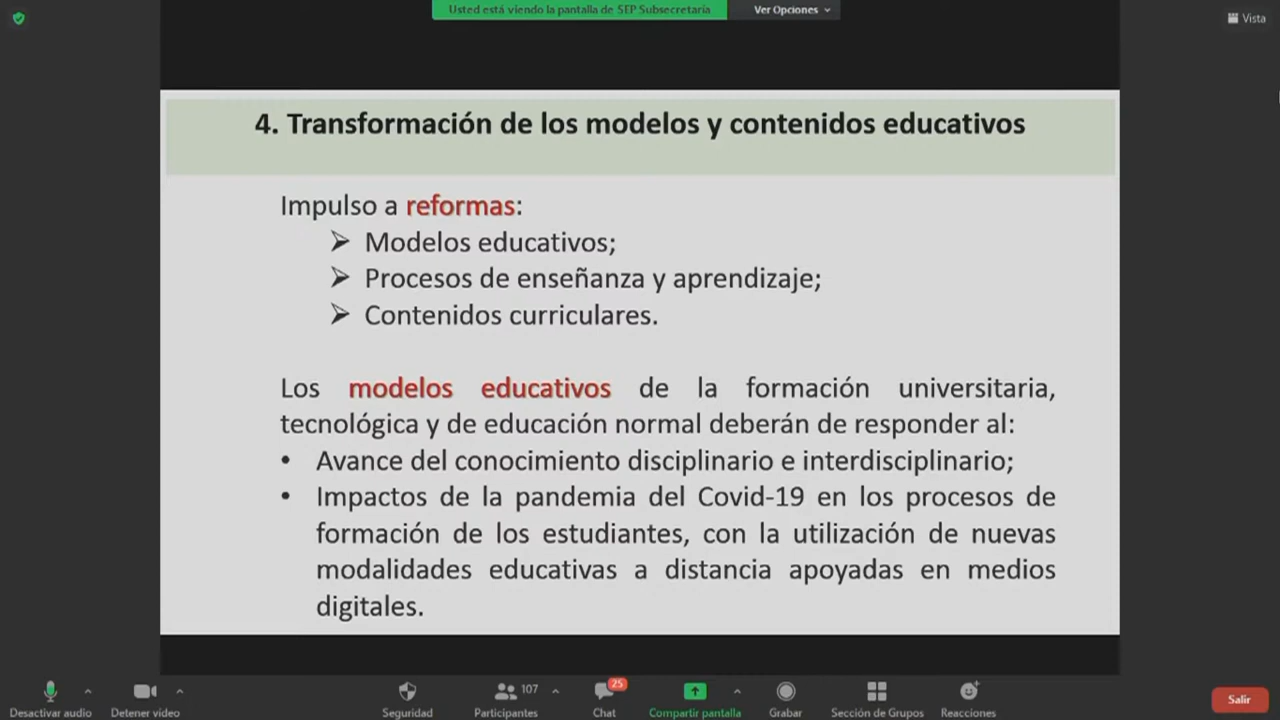 Usted está viendo la pantalla de SEP Subsecretaría
Ver Opciones
Vista
4. Transformación de los modelos y contenidos educativos
Impulso a reformas:
Modelos educativos;
Procesos de enseñanza y aprendizaje;
Contenidos curriculares.
Los modelos educativos de la formación universitaria,
tecnológica y de educación normal deberán de responder al:
• Avance del conocimiento disciplinario e interdisciplinario;
• Impactos de la pandemia del Covid-19 en los procesos de
formación de los estudiantes, con la utilización de nuevas
modalidades educativas a distancia apoyadas en medios
digitales.
107
25
Desactivar audio
Detener video
Seguridad
Participantes
Chat
Compartir pantalla
Grabar
Sección de Grupos
Reacciones
Salir